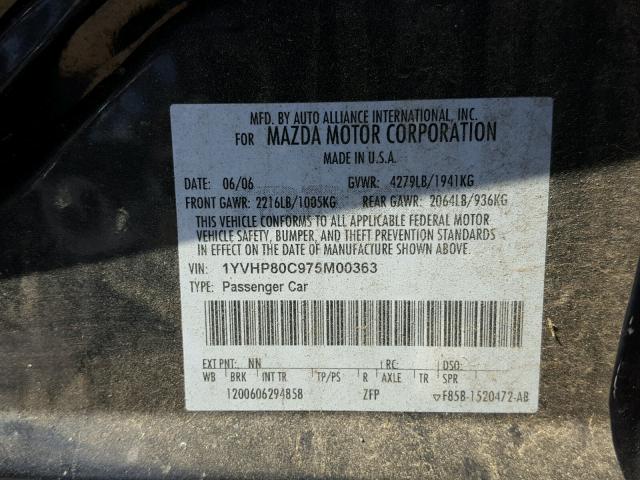 MFD. BY AUTO ALLIANCE INTERNATIONAL, INC.
FOR MAZDA MOTOR CORPORATION
MADE IN U.S.A.
DATE: 06/06 GVWR: 4279LB/1941KG
FRONT GAWR: 2216LB/1005KG REAR GAWR: 2064LB/936KG
THIS VEHICLE CONFORMS TO ALL APPLICABLE FEDERAL MOTOR
VEHICLE SAFETY, BUMPER, AND THEFT PREVENTION STANDARDS
IN EFFECT ON THE DATE OF MANUFACTURE SHOWN ABOVE.
VIN: 1YVHP80C975M00363
TYPE: Passenger Car
EXT PNT: NN RC: DSO:
WB BRK INT TR TP/PS R AXLE TR SPR
1200606294858 ZFP ▽F85B-1520472-AB